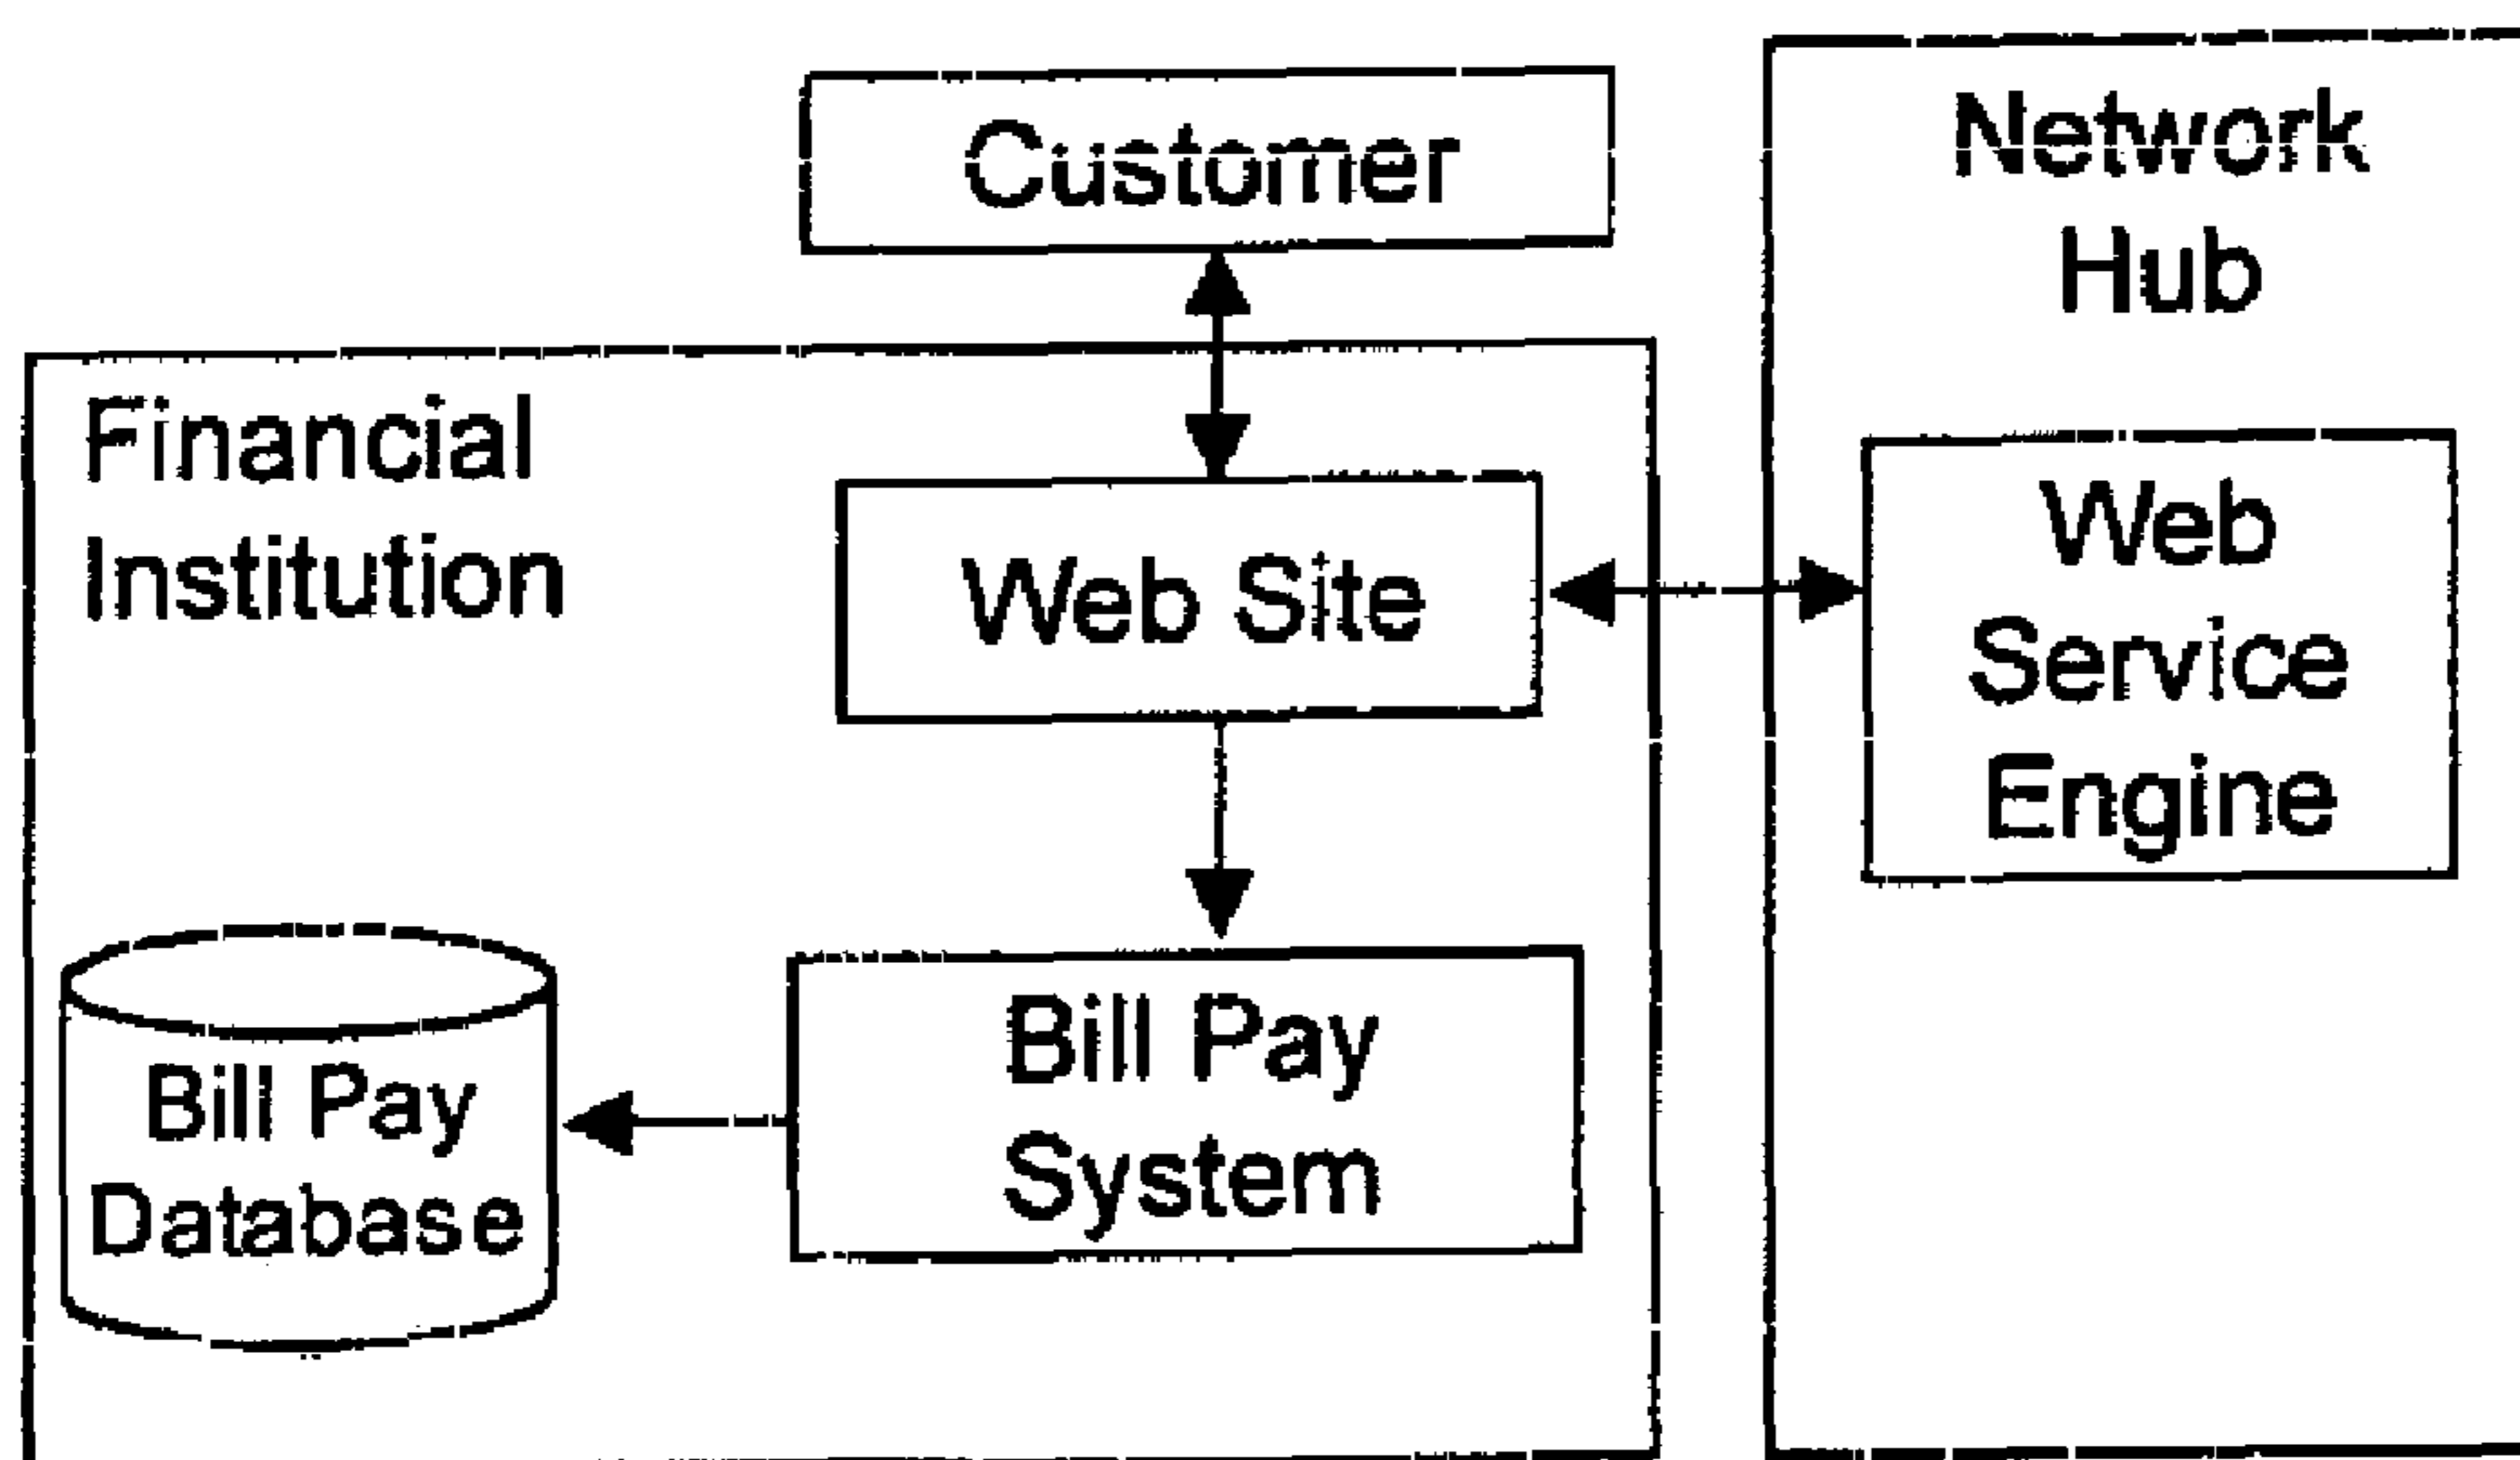 Customer
Network
Hub
Financial
Institution
Web Site
Web
Service
Engine
Bill Pay
System
Bill Pay
Database